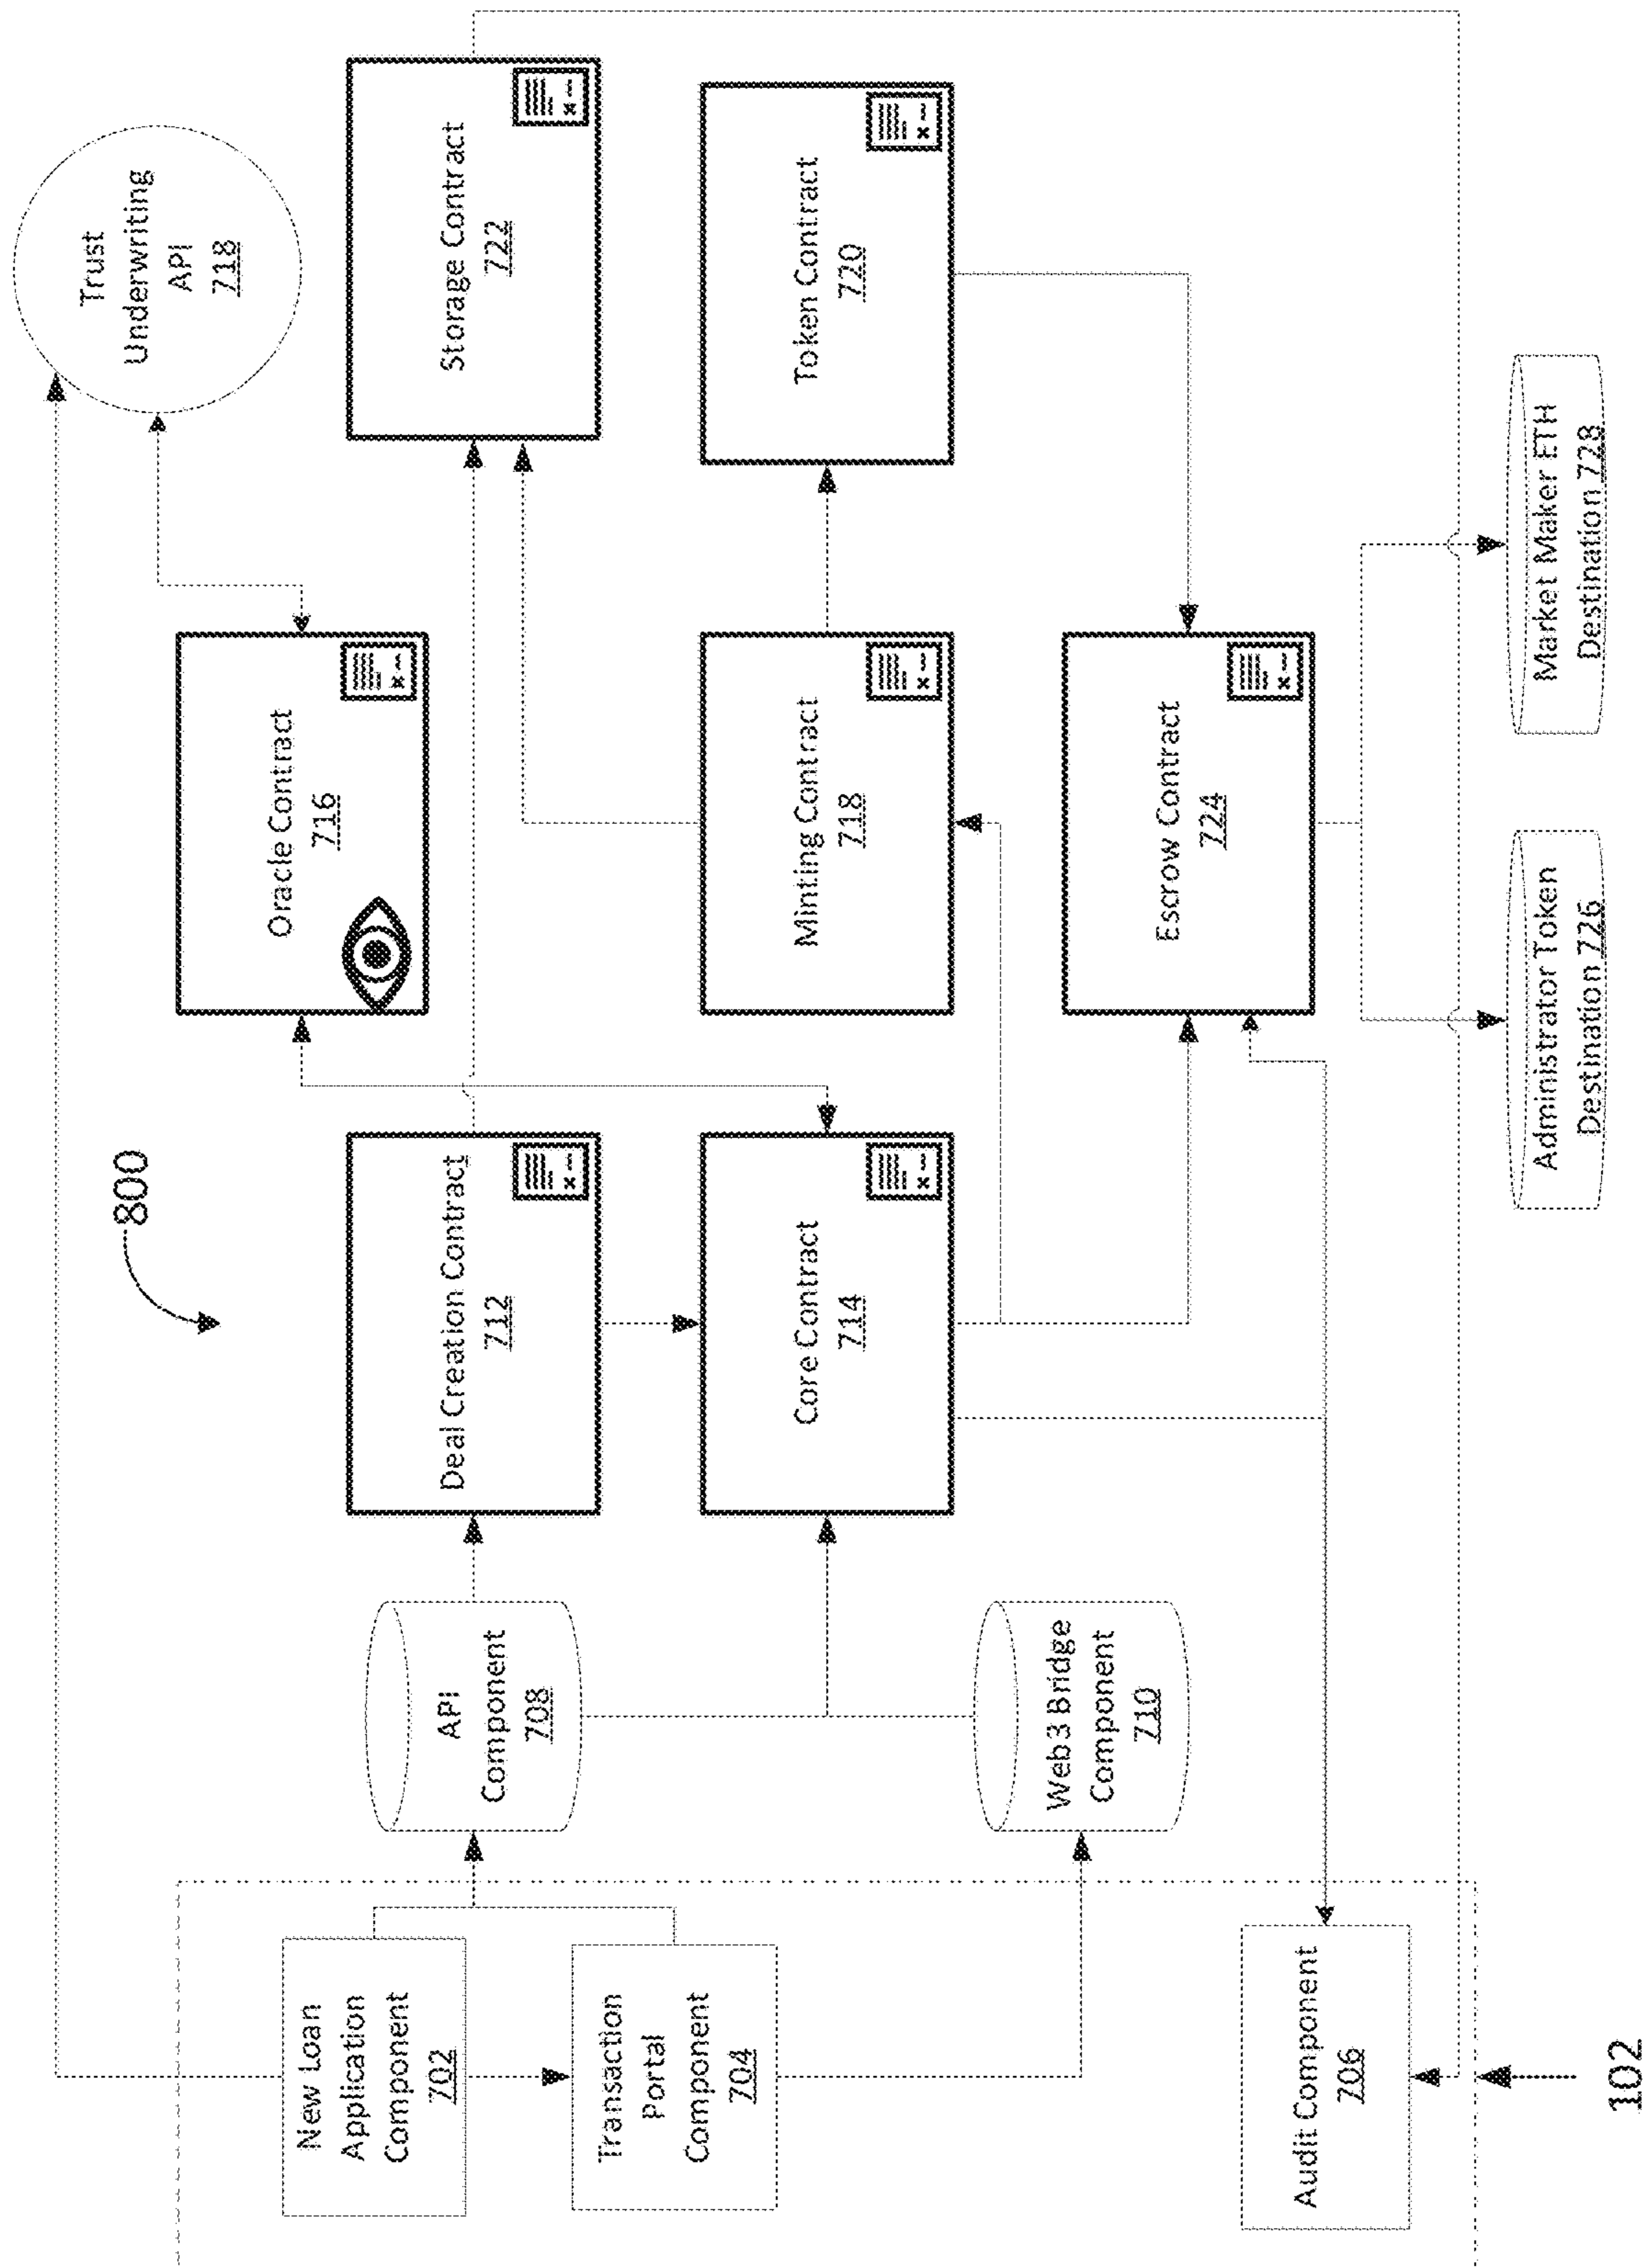 800
Trust
Underwriting
API
718
Oracle Contract
716
New Loan
Application
Component
702
API
Component
708
Deal Creation Contract
712
Storage Contract
722
Transaction
Portal
Component
704
Core Contract
714
Minting Contract
718
Token Contract
720
Web3 Bridge
Component
710
Escrow Contract
724
Audit Component
706
Administrator Token
Destination 726
Market Maker ETH
Destination 728
102